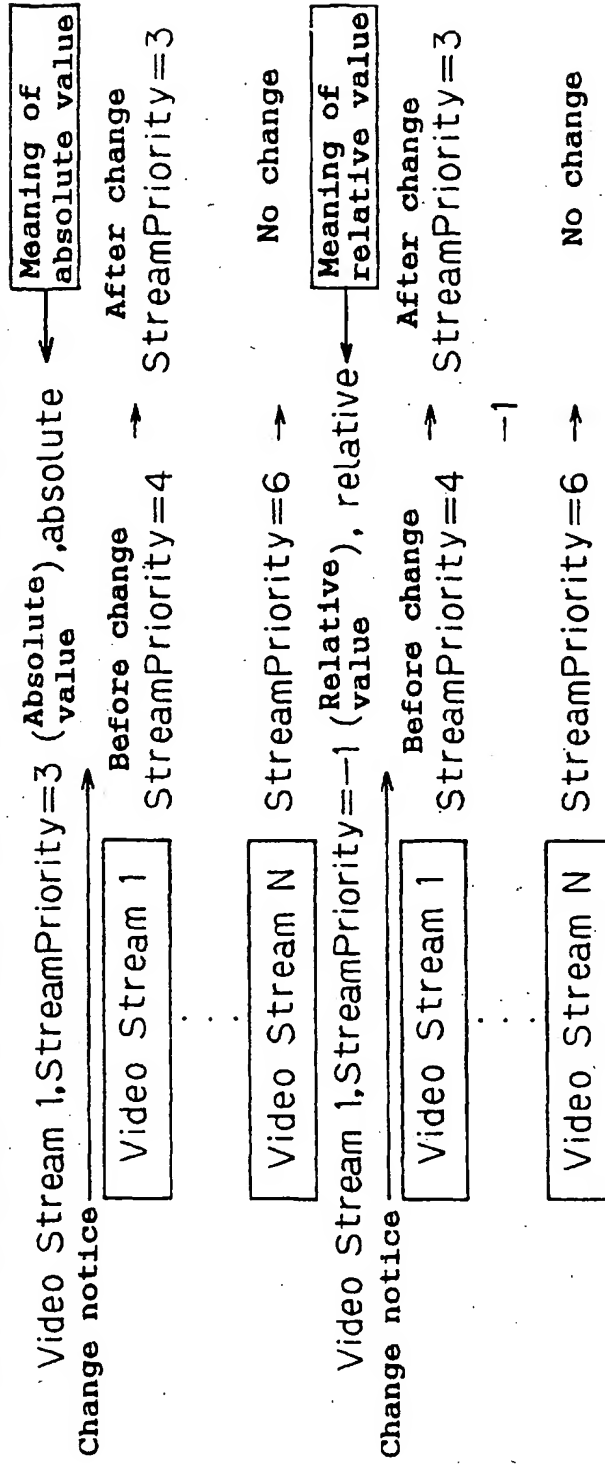 Video Stream 1,StreamPriority=3 (Absolute value),absolute
Meaning of
absolute value
Change notice
Before change
After change
Video Stream 1
StreamPriority=4 → StreamPriority=3
Video Stream N
StreamPriority=6 → No change
Video Stream 1,StreamPriority=-1 (Relative value), relative
Meaning of
relative value
Change notice
Before change
After change
Video Stream 1
StreamPriority=4 → StreamPriority=3
-1
Video Stream N
StreamPriority=6 → No change